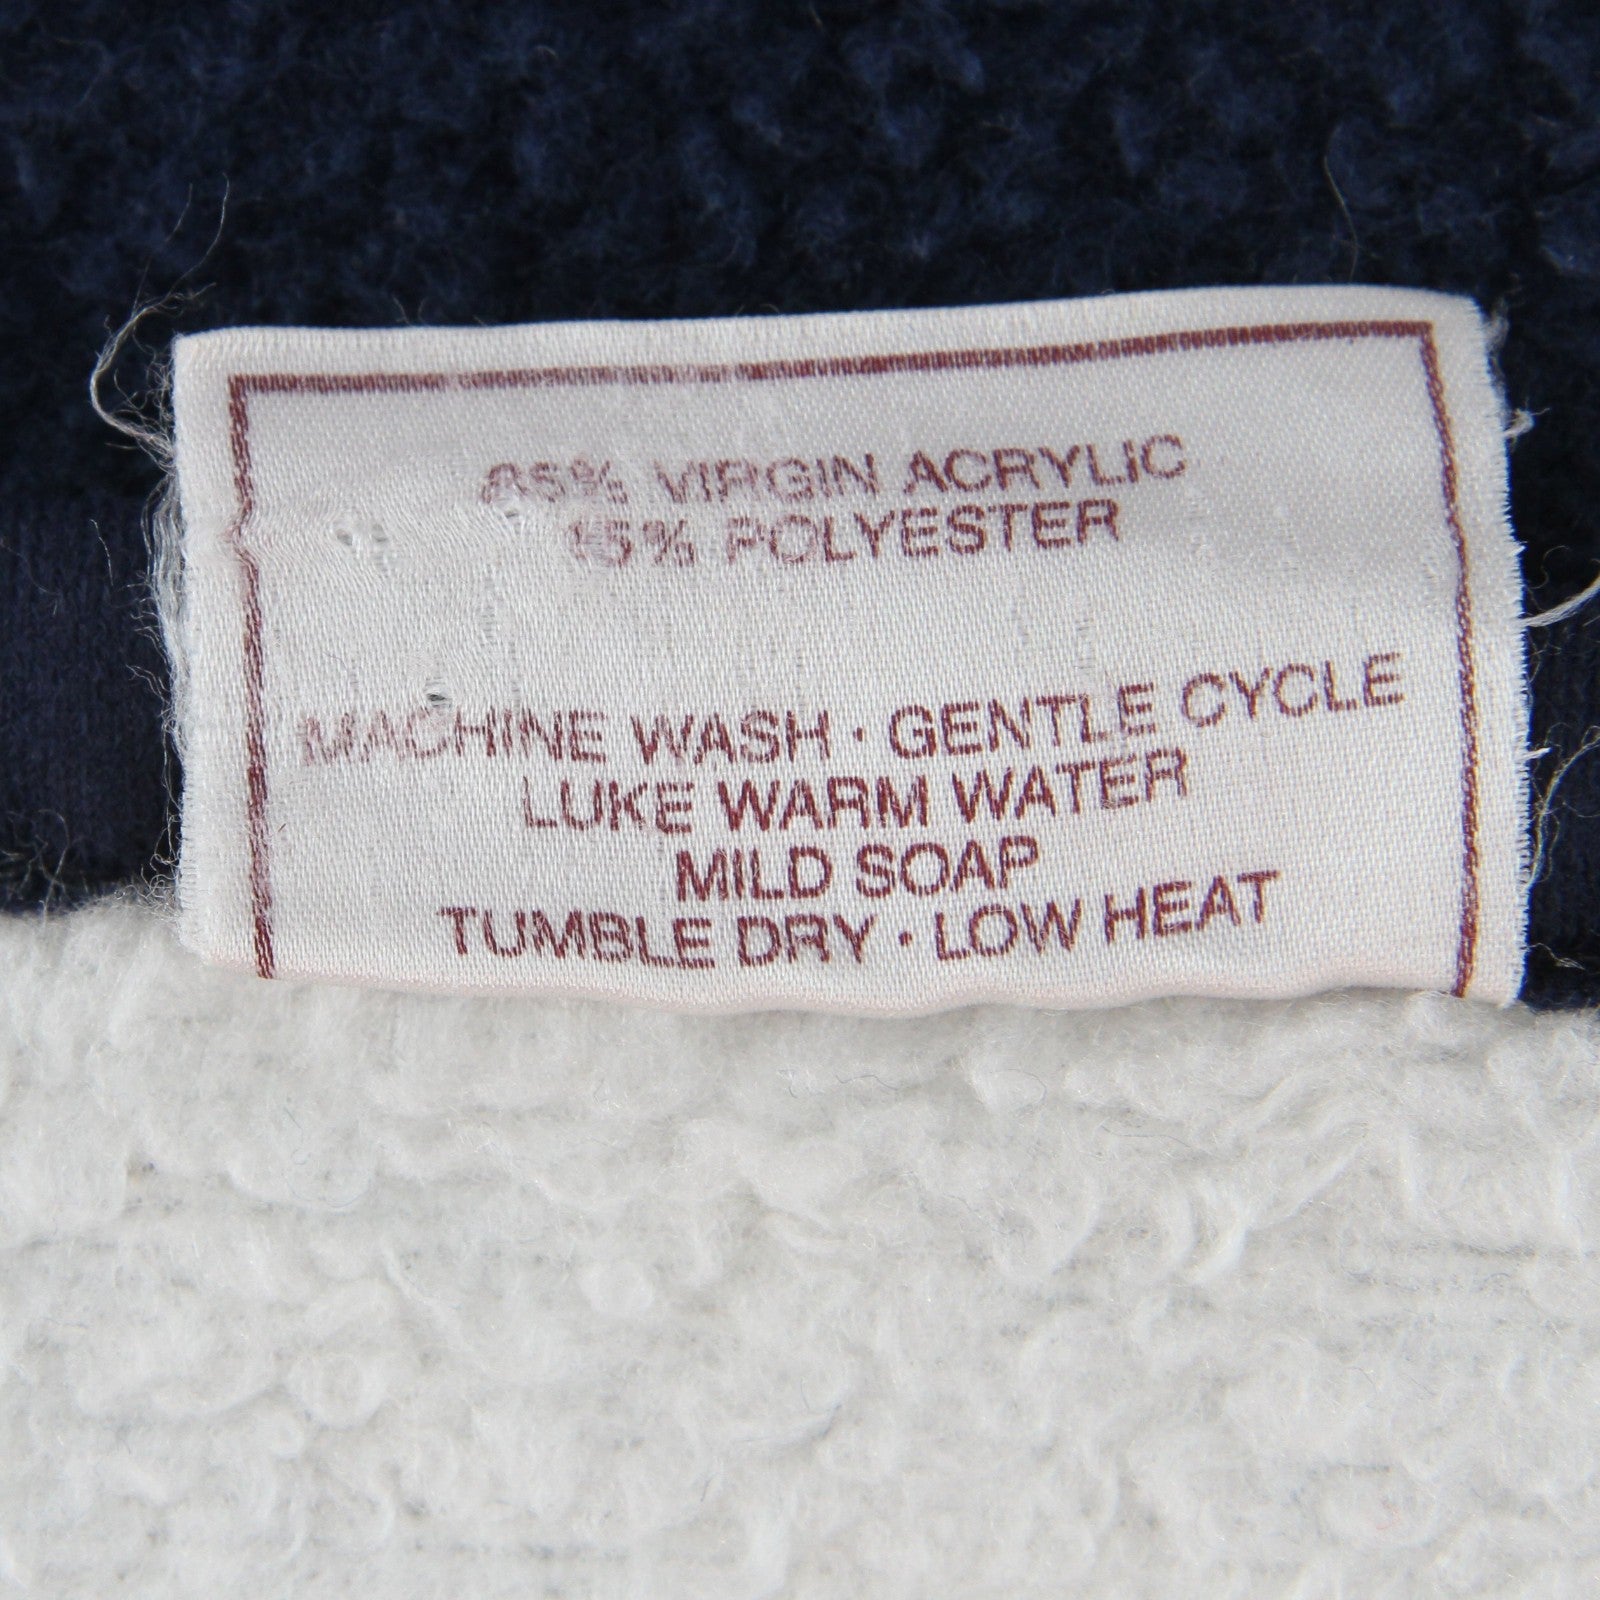 85% VIRGIN ACRYLIC
15% POLYESTER
MACHINE WASH · GENTLE CYCLE
LUKE WARM WATER
MILD SOAP
TUMBLE DRY · LOW HEAT